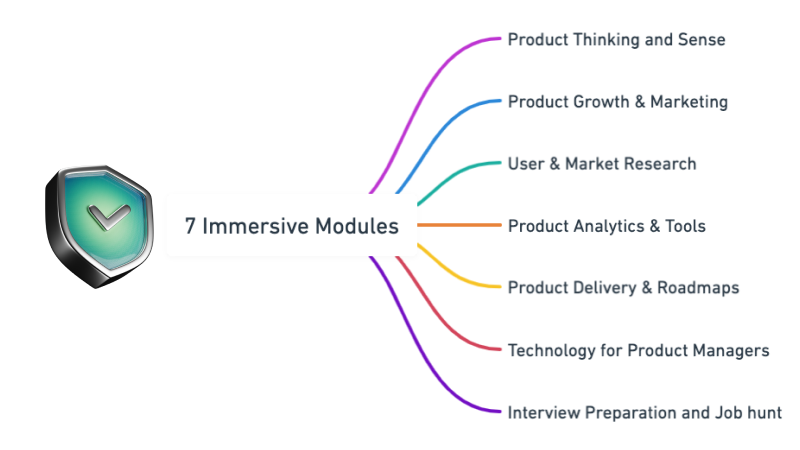 7 Immersive Modules
Product Thinking and Sense
Product Growth & Marketing
User & Market Research
Product Analytics & Tools
Product Delivery & Roadmaps
Technology for Product Managers
Interview Preparation and Job hunt